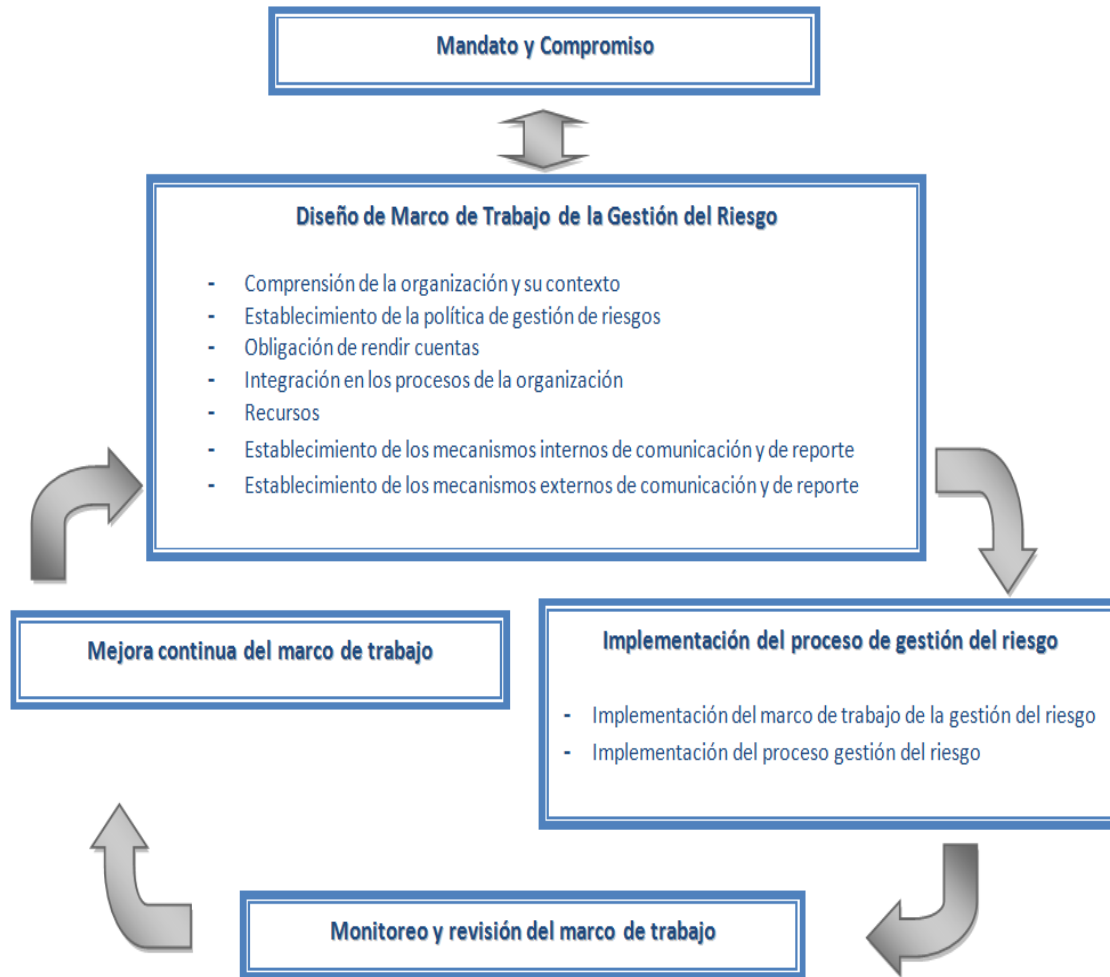 Mandato y Compromiso
Diseño de Marco de Trabajo de la Gestión del Riesgo
- Comprensión de la organización y su contexto
- Establecimiento de la política de gestión de riesgos
- Obligación de rendir cuentas
- Integración en los procesos de la organización
- Recursos
- Establecimiento de los mecanismos internos de comunicación y de reporte
- Establecimiento de los mecanismos externos de comunicación y de reporte
Mejora continua del marco de trabajo
Implementación del proceso de gestión del riesgo
- Implementación del marco de trabajo de la gestión del riesgo
- Implementación del proceso gestión del riesgo
Monitoreo y revisión del marco de trabajo